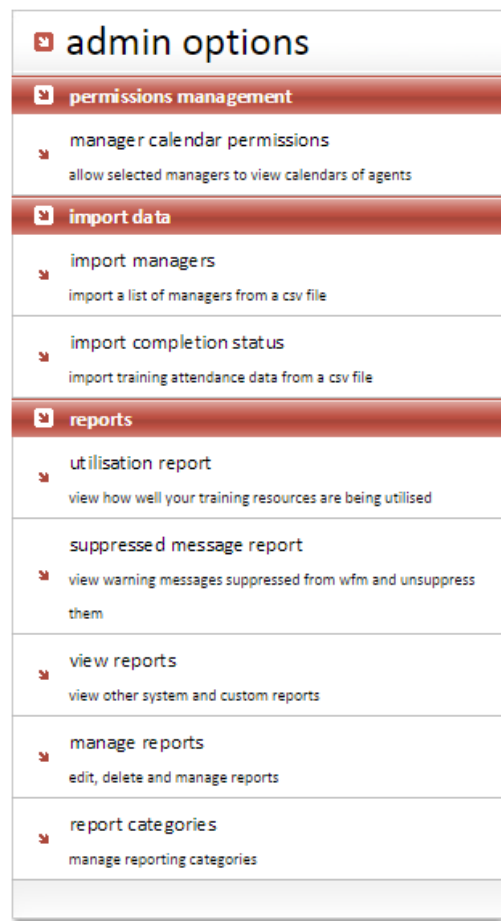 admin options
permissions management
manager calendar permissions
allow selected managers to view calendars of agents
import data
import managers
import a list of managers from a csv file
import completion status
import training attendance data from a csv file
reports
utilisation report
view how well your training resources are being utilised
suppressed message report
view warning messages suppressed from wfm and unsuppress
them
view reports
view other system and custom reports
manage reports
edit, delete and manage reports
report categories
manage reporting categories